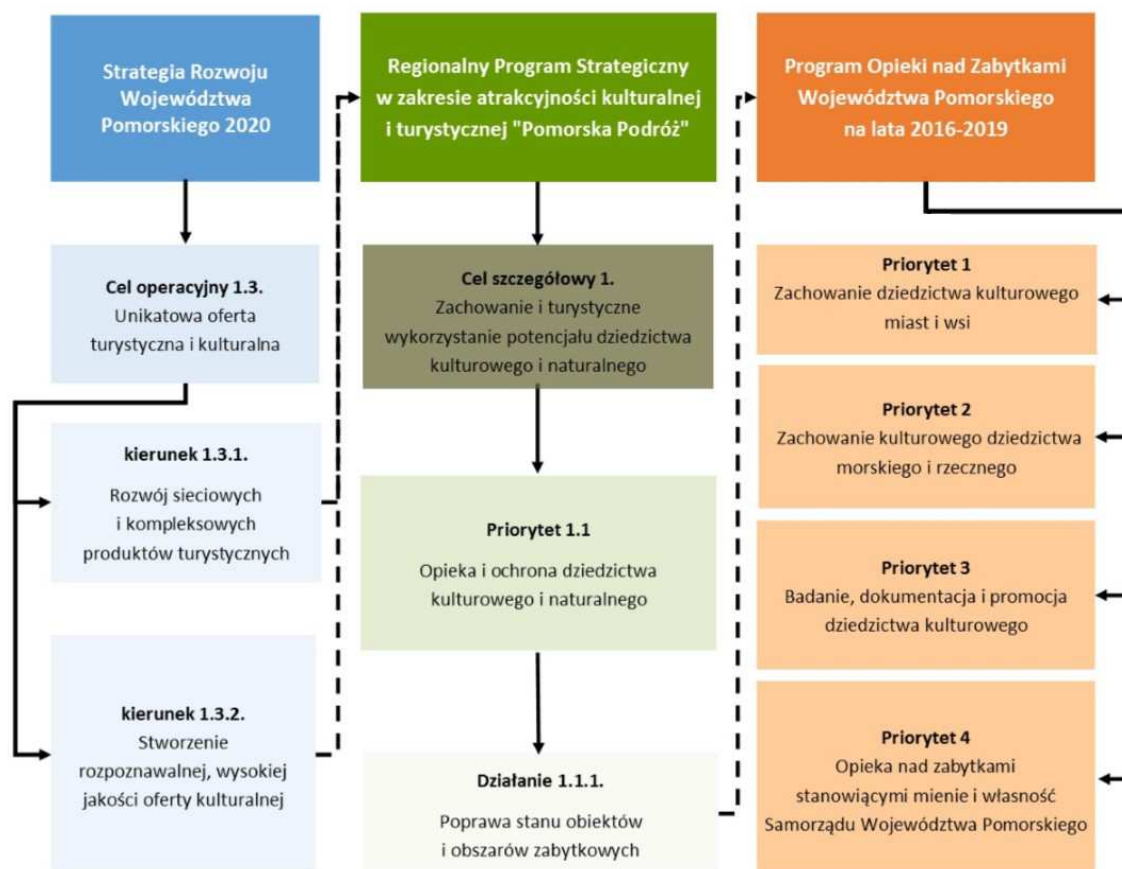 Strategia Rozwoju
Województwa
Pomorskiego 2020
Cel operacyjny 1.3.
Unikatowa oferta
turystyczna i kulturalna
kierunek 1.3.1.
Rozwój sieciowych
i kompleksowych
produktów turystycznych
kierunek 1.3.2.
Stworzenie
rozpoznawalnej, wysokiej
jakości oferty kulturalnej
Regionalny Program Strategiczny
w zakresie atrakcyjności kulturalnej
i turystycznej "Pomorska Podróż"
Cel szczegółowy 1.
Zachowanie i turystyczne
wykorzystanie potencjału dziedzictwa
kulturowego i naturalnego
Priorytet 1.1
Opieka i ochrona dziedzictwa
kulturowego i naturalnego
Działanie 1.1.1.
Poprawa stanu obiektów
i obszarów zabytkowych
Program Opieki nad Zabytkami
Województwa Pomorskiego
na lata 2016-2019
Priorytet 1
Zachowanie dziedzictwa kulturowego
miast i wsi
Priorytet 2
Zachowanie kulturowego dziedzictwa
morskiego i rzecznego
Priorytet 3
Badanie, dokumentacja i promocja
dziedzictwa kulturowego
Priorytet 4
Opieka nad zabytkami
stanowiącymi mienie i własność
Samorządu Województwa Pomorskiego